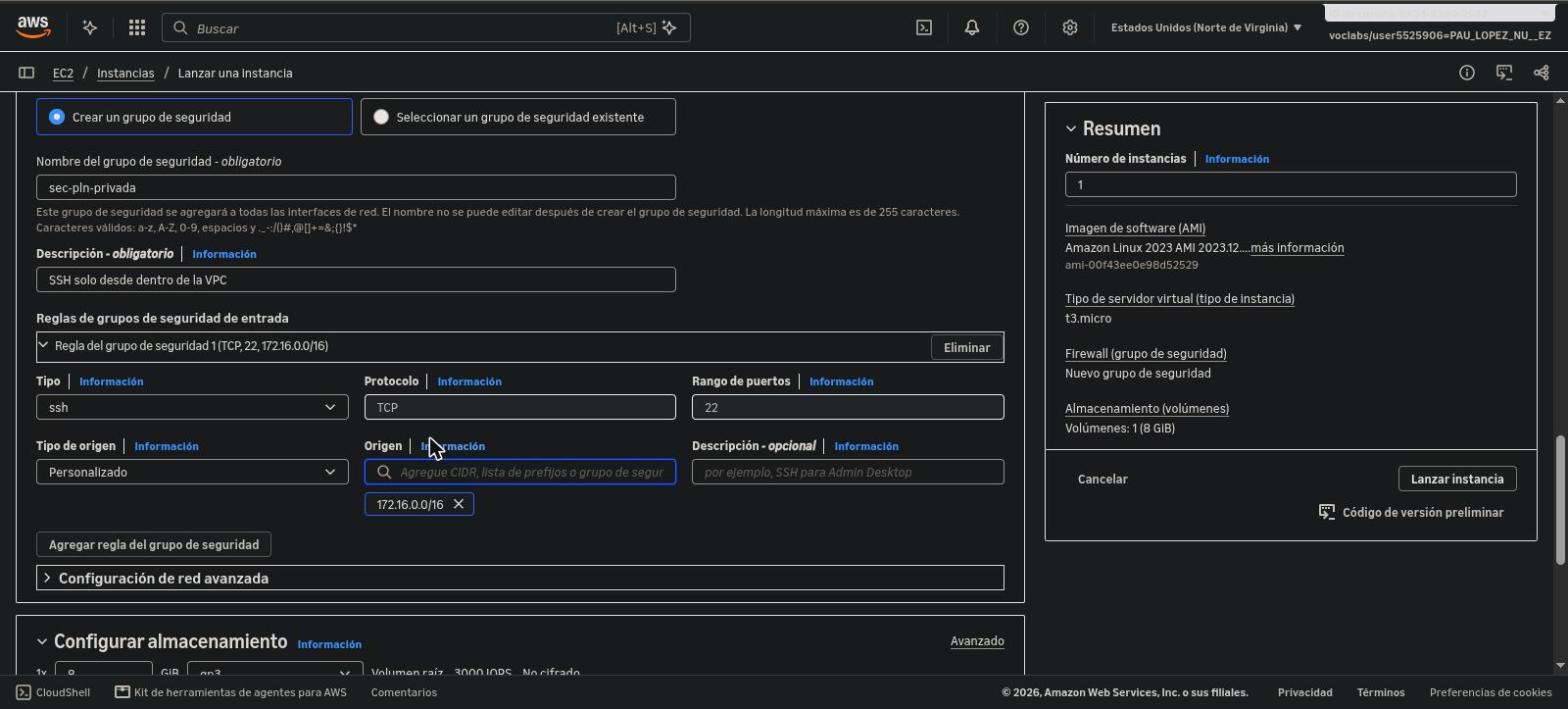 aws
Buscar
[Alt+S]
Estados Unidos (Norte de Virginia)
voclabs/user5525906=PAU_LOPEZ_NU__EZ
EC2 / Instancias / Lanzar una instancia
Crear un grupo de seguridad
Seleccionar un grupo de seguridad existente
Nombre del grupo de seguridad - obligatorio
sec-pln-privada
Este grupo de seguridad se agregará a todas las interfaces de red. El nombre no se puede editar después de crear el grupo de seguridad. La longitud máxima es de 255 caracteres.
Caracteres válidos: a-z, A-Z, 0-9, espacios y ._-:/()#,@[]+=&;{}!$*
Descripción - obligatorio | Información
SSH solo desde dentro de la VPC
Reglas de grupos de seguridad de entrada
Regla del grupo de seguridad 1 (TCP, 22, 172.16.0.0/16)
Eliminar
Tipo | Información
Protocolo | Información
Rango de puertos | Información
ssh
TCP
22
Tipo de origen | Información
Origen | Información
Descripción - opcional | Información
Personalizado
Agregue CIDR, lista de prefijos o grupo de segur
por ejemplo, SSH para Admin Desktop
172.16.0.0/16
Agregar regla del grupo de seguridad
Configuración de red avanzada
Configurar almacenamiento Información
Avanzado
1x 8 GiB gp3 Volumen raíz, 3000 IOPS, No cifrado
Resumen
Número de instancias | Información
1
Imagen de software (AMI)
Amazon Linux 2023 AMI 2023.12....más información
ami-00f43ee0e98d52529
Tipo de servidor virtual (tipo de instancia)
t3.micro
Firewall (grupo de seguridad)
Nuevo grupo de seguridad
Almacenamiento (volúmenes)
Volúmenes: 1 (8 GiB)
Cancelar
Lanzar instancia
Código de versión preliminar
CloudShell
Kit de herramientas de agentes para AWS
Comentarios
© 2026, Amazon Web Services, Inc. o sus filiales.
Privacidad
Términos
Preferencias de cookies